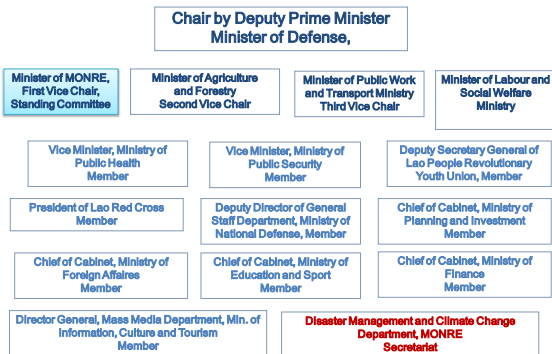 Chair by Deputy Prime Minister
Minister of Defense,
Minister of MONRE,
First Vice Chair,
Standing Committee
Minister of Agriculture
and Forestry
Second Vice Chair
Minister of Public Work
and Transport Ministry
Third Vice Chair
Minister of Labour and
Social Welfare
Ministry
Vice Minister, Ministry of
Public Health
Member
Vice Minister, Ministry of
Public Security
Member
Deputy Secretary General of
Lao People Revolutionary
Youth Union, Member
President of Lao Red Cross
Member
Deputy Director of General
Staff Department, Ministry of
National Defense, Member
Chief of Cabinet, Ministry of
Planning and Investment
Member
Chief of Cabinet, Ministry of
Foreign Affaires
Member
Chief of Cabinet, Ministry of
Education and Sport
Member
Chief of Cabinet, Ministry of
Finance
Member
Director General, Mass Media Department, Min. of
Information, Culture and Tourism
Member
Disaster Management and Climate Change
Department, MONRE
Secretariat